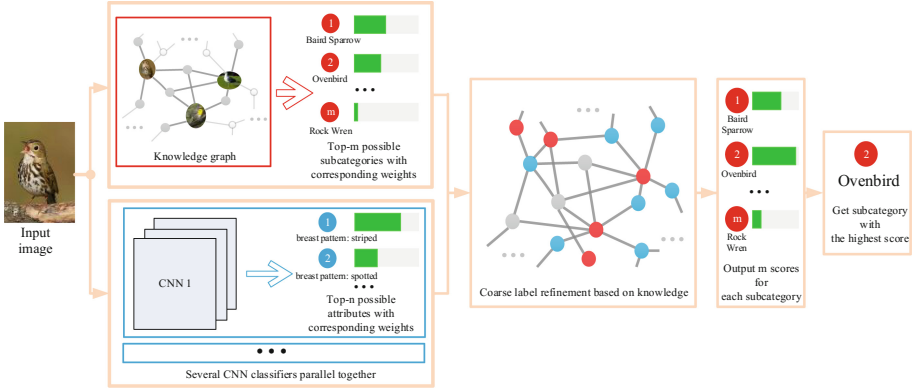 Input
image
Knowledge graph
1
Baird Sparrow
2
Ovenbird
m
Rock Wren
Top-m possible
subcategories with
corresponding weights
CNN 1
1
breast pattern: striped
2
breast pattern: spotted
Top-n possible
attributes with
corresponding weights
Several CNN classifiers parallel together
Coarse label refinement based on knowledge
1
Baird
Sparrow
2
Ovenbird
m
Rock
Wren
Output m scores
for
each subcategory
2
Ovenbird
Get subcategory
with
the highest score